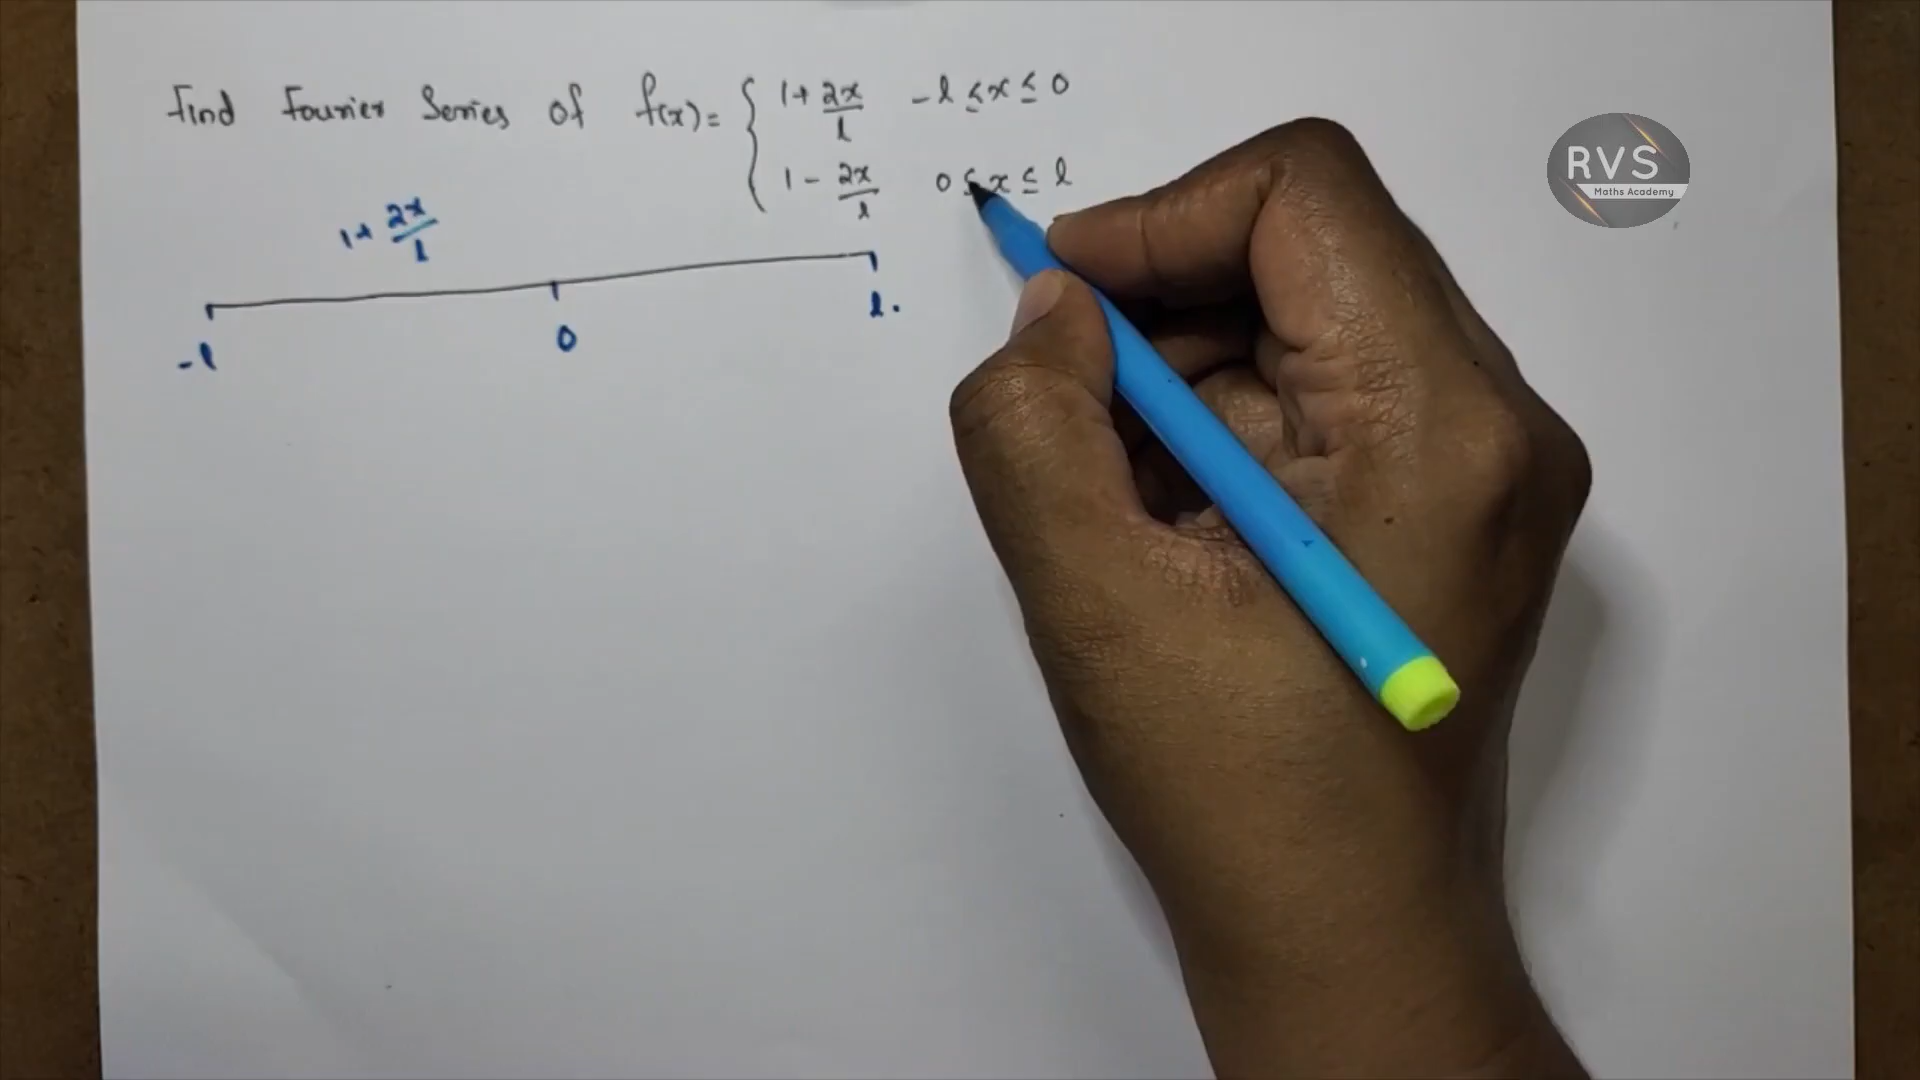 Find Fourier Series Of f(x) = { 1 + 2x/l  -l ≤ x ≤ 0
1 - 2x/l  0 ≤ x ≤ l
1 + 2x/l
-l 0 l.
RVS
Maths Academy